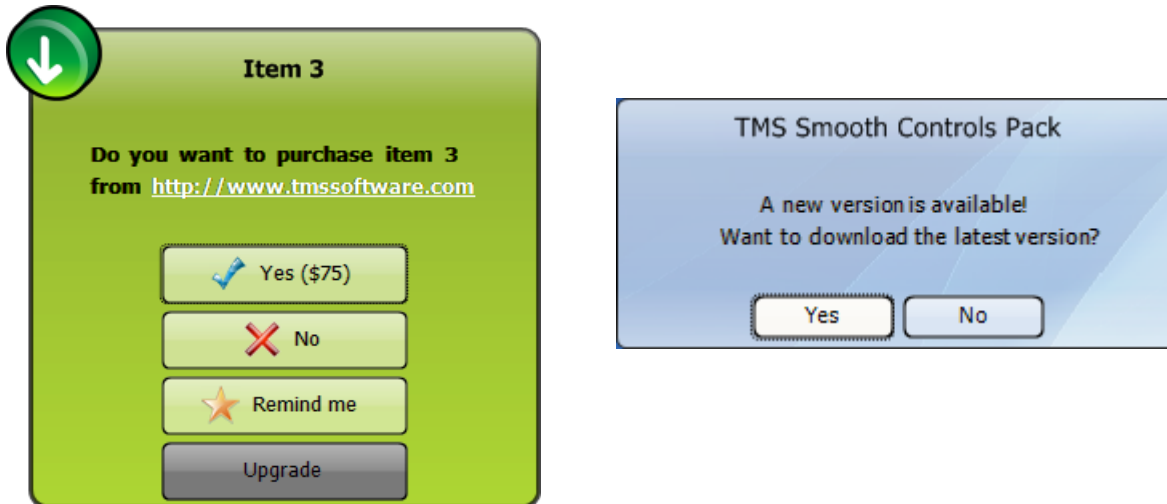 Item 3
Do you want to purchase item 3
from http://www.tmssoftware.com
Yes ($75)
No
Remind me
Upgrade
TMS Smooth Controls Pack
A new version is available!
Want to download the latest version?
Yes
No